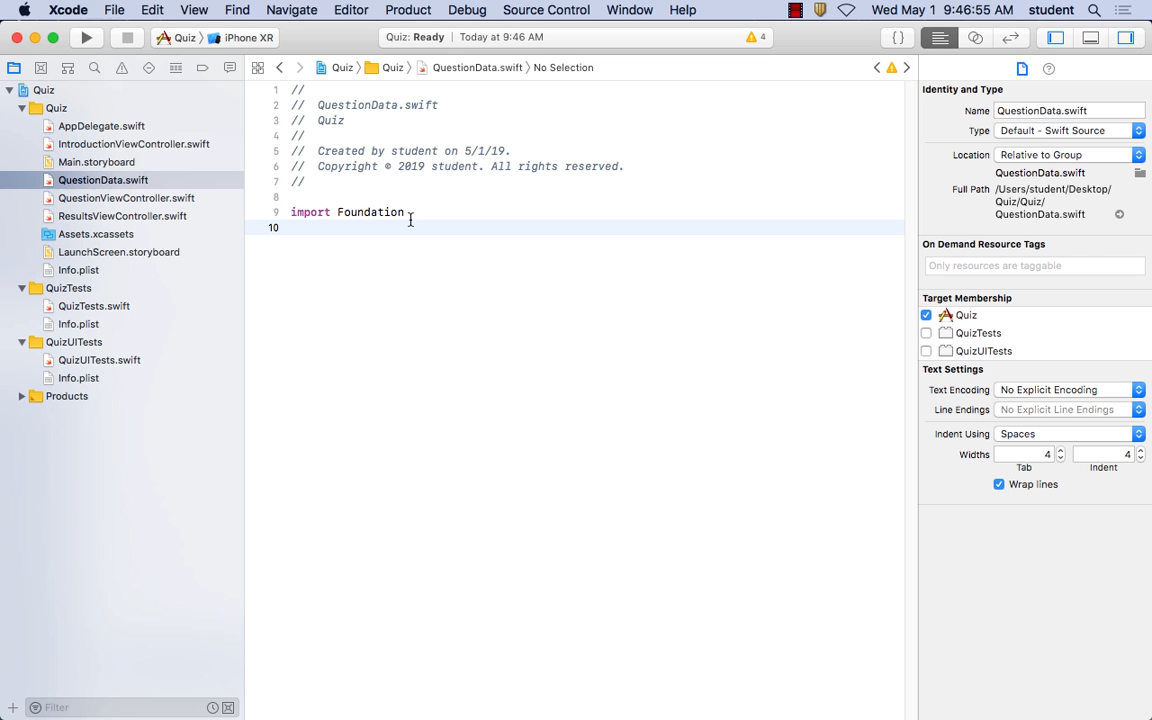 Xcode File Edit View Find Navigate Editor Product Debug Source Control Window Help Wed May 1 9:46:55 AM student
Quiz iPhone XR Quiz: Ready Today at 9:46 AM 4
Quiz Quiz QuestionData.swift No Selection
Quiz
Quiz
AppDelegate.swift
IntroductionViewController.swift
Main.storyboard
QuestionData.swift
QuestionViewController.swift
ResultsViewController.swift
Assets.xcassets
LaunchScreen.storyboard
Info.plist
QuizTests
QuizTests.swift
Info.plist
QuizUITests
QuizUITests.swift
Info.plist
Products
Filter
1 //
2 //  QuestionData.swift
3 //  Quiz
4 //
5 //  Created by student on 5/1/19.
6 //  Copyright © 2019 student. All rights reserved.
7 //
8
9 import Foundation
10
Identity and Type
Name QuestionData.swift
Type Default - Swift Source
Location Relative to Group
QuestionData.swift
Full Path /Users/student/Desktop/
Quiz/Quiz/
QuestionData.swift
On Demand Resource Tags
Only resources are taggable
Target Membership
Quiz
QuizTests
QuizUITests
Text Settings
Text Encoding No Explicit Encoding
Line Endings No Explicit Line Endings
Indent Using Spaces
Widths 4 4
Tab Indent
Wrap lines